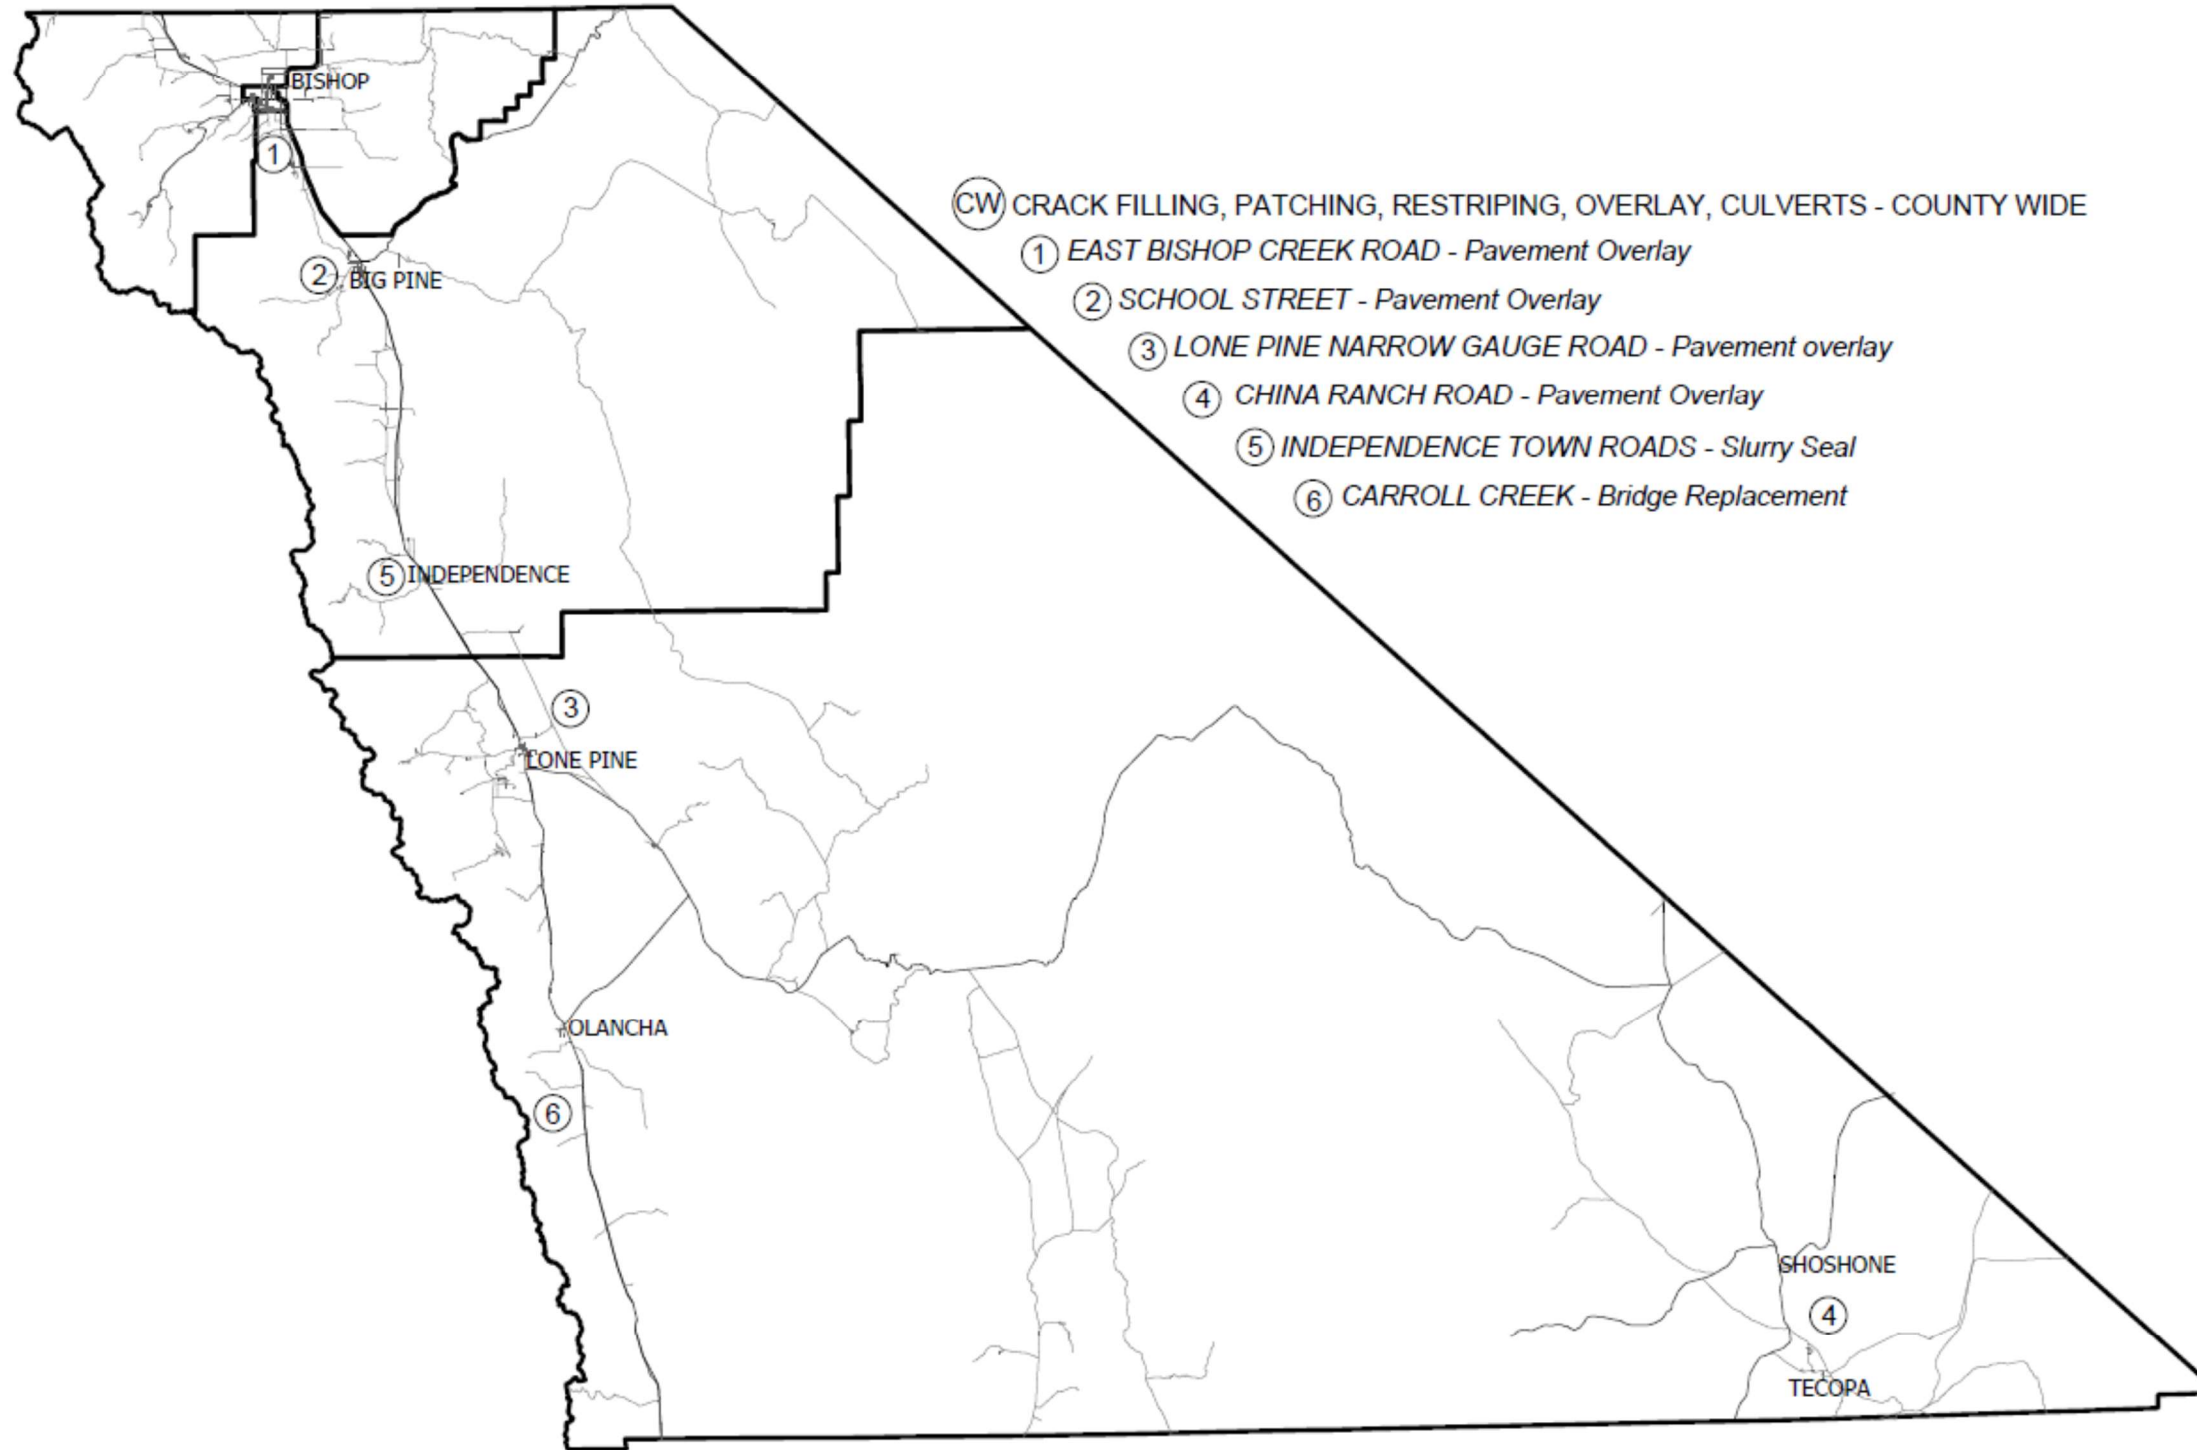 BISHOP
1
CW CRACK FILLING, PATCHING, RESTRIPING, OVERLAY, CULVERTS - COUNTY WIDE
1 EAST BISHOP CREEK ROAD - Pavement Overlay
2 BIG PINE
2 SCHOOL STREET - Pavement Overlay
3 LONE PINE NARROW GAUGE ROAD - Pavement overlay
4 CHINA RANCH ROAD - Pavement Overlay
5 INDEPENDENCE TOWN ROADS - Slurry Seal
6 CARROLL CREEK - Bridge Replacement
5 INDEPENDENCE
3
LONE PINE
OLANCHA
6
SHOSHONE
4
TECOPA